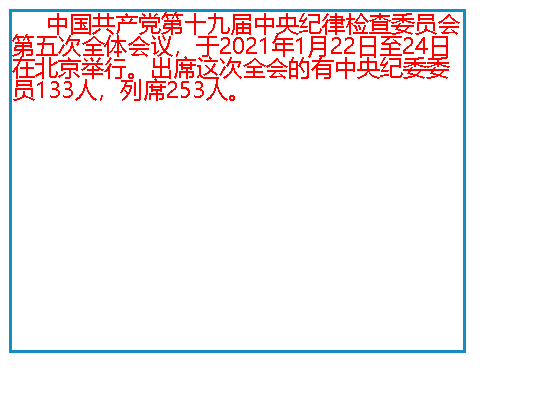 中国共产党第十九届中央纪律检查委员会
第五次全体会议，于2021年1月22日至24日
在北京举行。出席这次全会的有中央纪委委
员133人，列席253人。